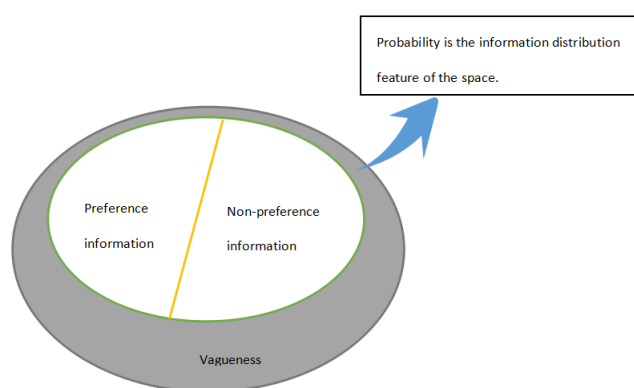 Probability is the information distribution
feature of the space.
Preference
information
Non-preference
information
Vagueness